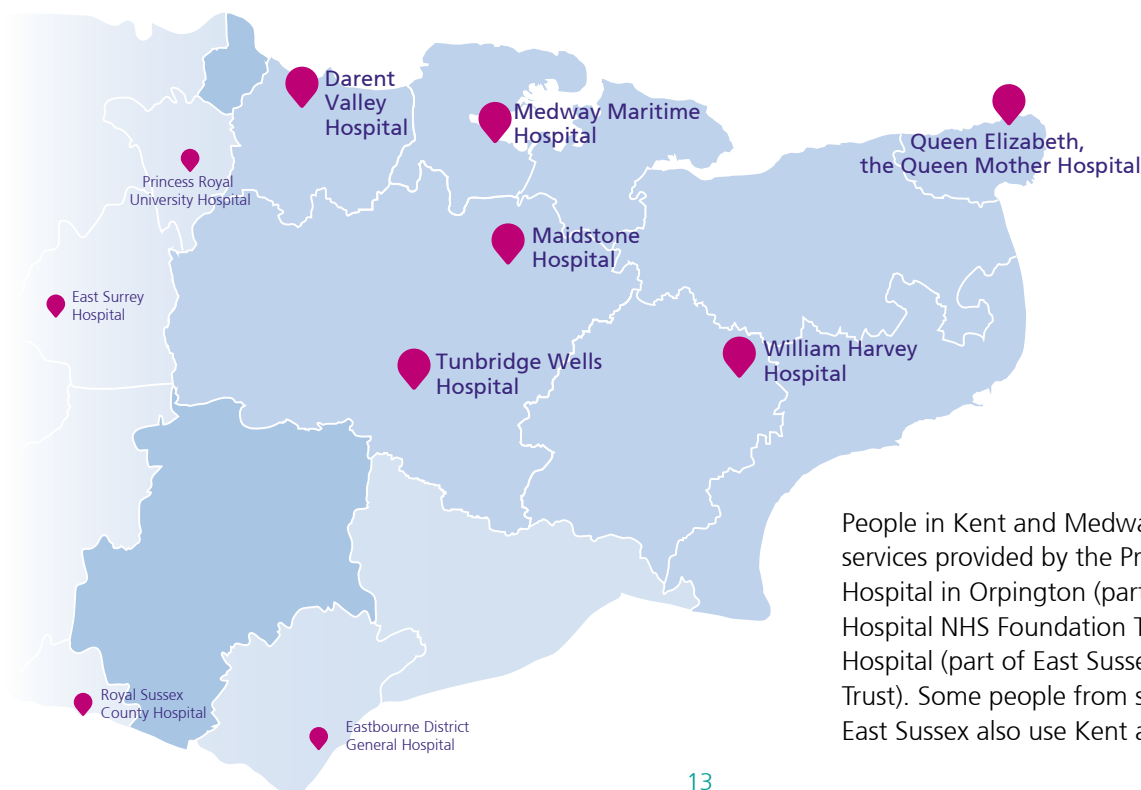 Darent
Valley
Hospital
Medway Maritime
Hospital
Queen Elizabeth,
the Queen Mother Hospital
Princess Royal
University Hospital
Maidstone
Hospital
East Surrey
Hospital
William Harvey
Hospital
Tunbridge Wells
Hospital
People in Kent and Medwa
services provided by the Pr
Hospital in Orpington (part
Hospital NHS Foundation T
Hospital (part of East Susse
Trust). Some people from s
East Sussex also use Kent a
Royal Sussex
County Hospital
Eastbourne District
General Hospital
13